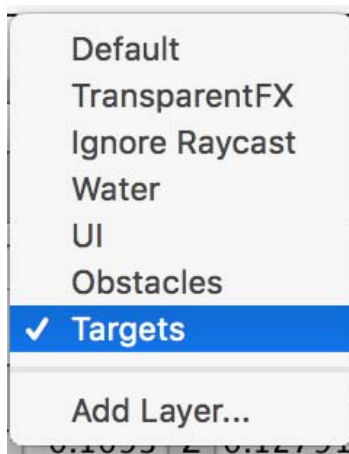 Default
TransparentFX
Ignore Raycast
Water
UI
Obstacles
✓ Targets
Add Layer...